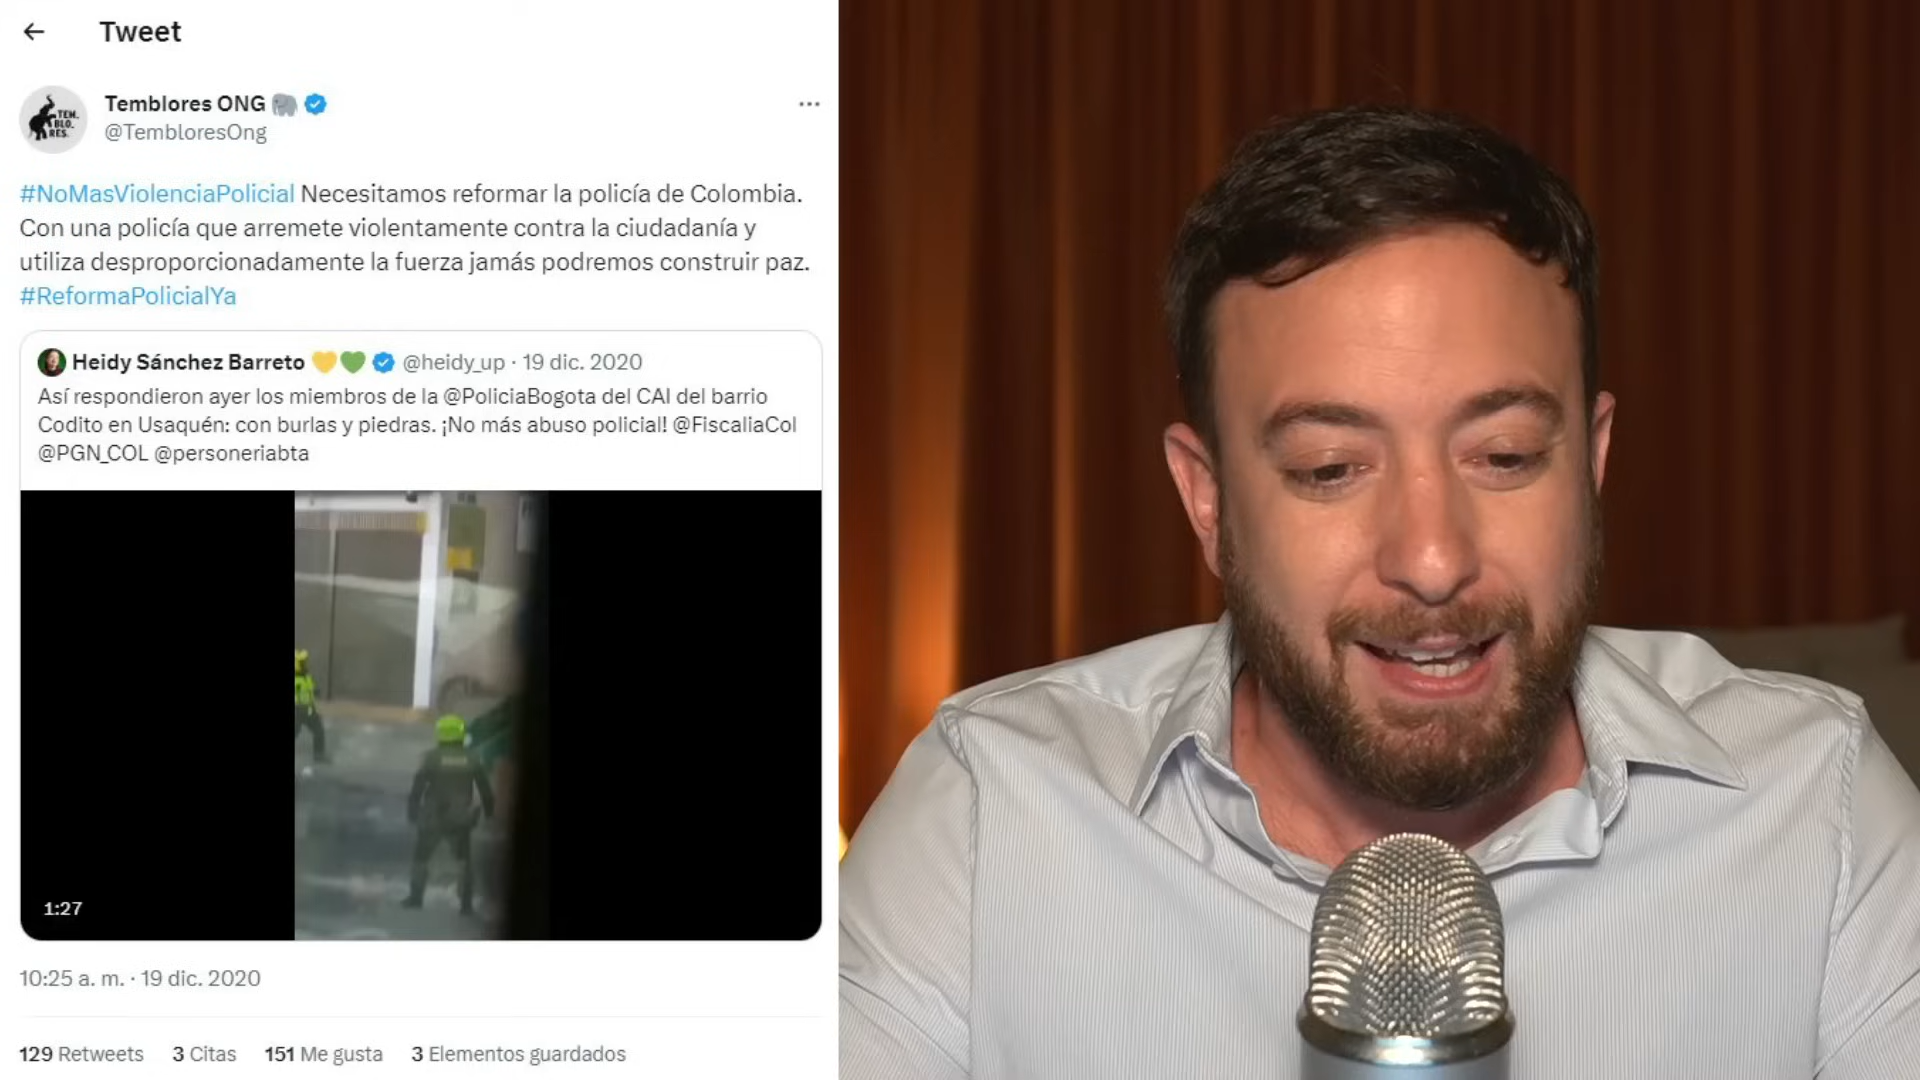 Tweet
TEM.
BLO.
RES.
Temblores ONG
@TembloresOng
#NoMasViolenciaPolicial Necesitamos reformar la policía de Colombia.
Con una policía que arremete violentamente contra la ciudadanía y
utiliza desproporcionadamente la fuerza jamás podremos construir paz.
#ReformaPolicialYa
Heidy Sánchez Barreto @heidy_up · 19 dic. 2020
Así respondieron ayer los miembros de la @PoliciaBogota del CAI del barrio
Codito en Usaquén: con burlas y piedras. ¡No más abuso policial! @FiscaliaCol
@PGN_COL @personeriabta
1:27
10:25 a. m. · 19 dic. 2020
129 Retweets 3 Citas 151 Me gusta 3 Elementos guardados